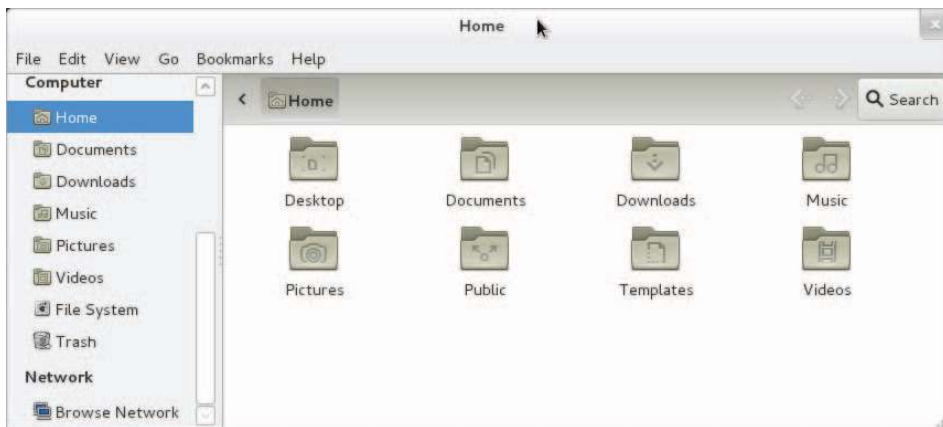 Home
File Edit View Go Bookmarks Help
Computer
Home
Documents
Downloads
Music
Pictures
Videos
File System
Trash
Network
Browse Network
Home
Search
Desktop Documents Downloads Music
Pictures Public Templates Videos